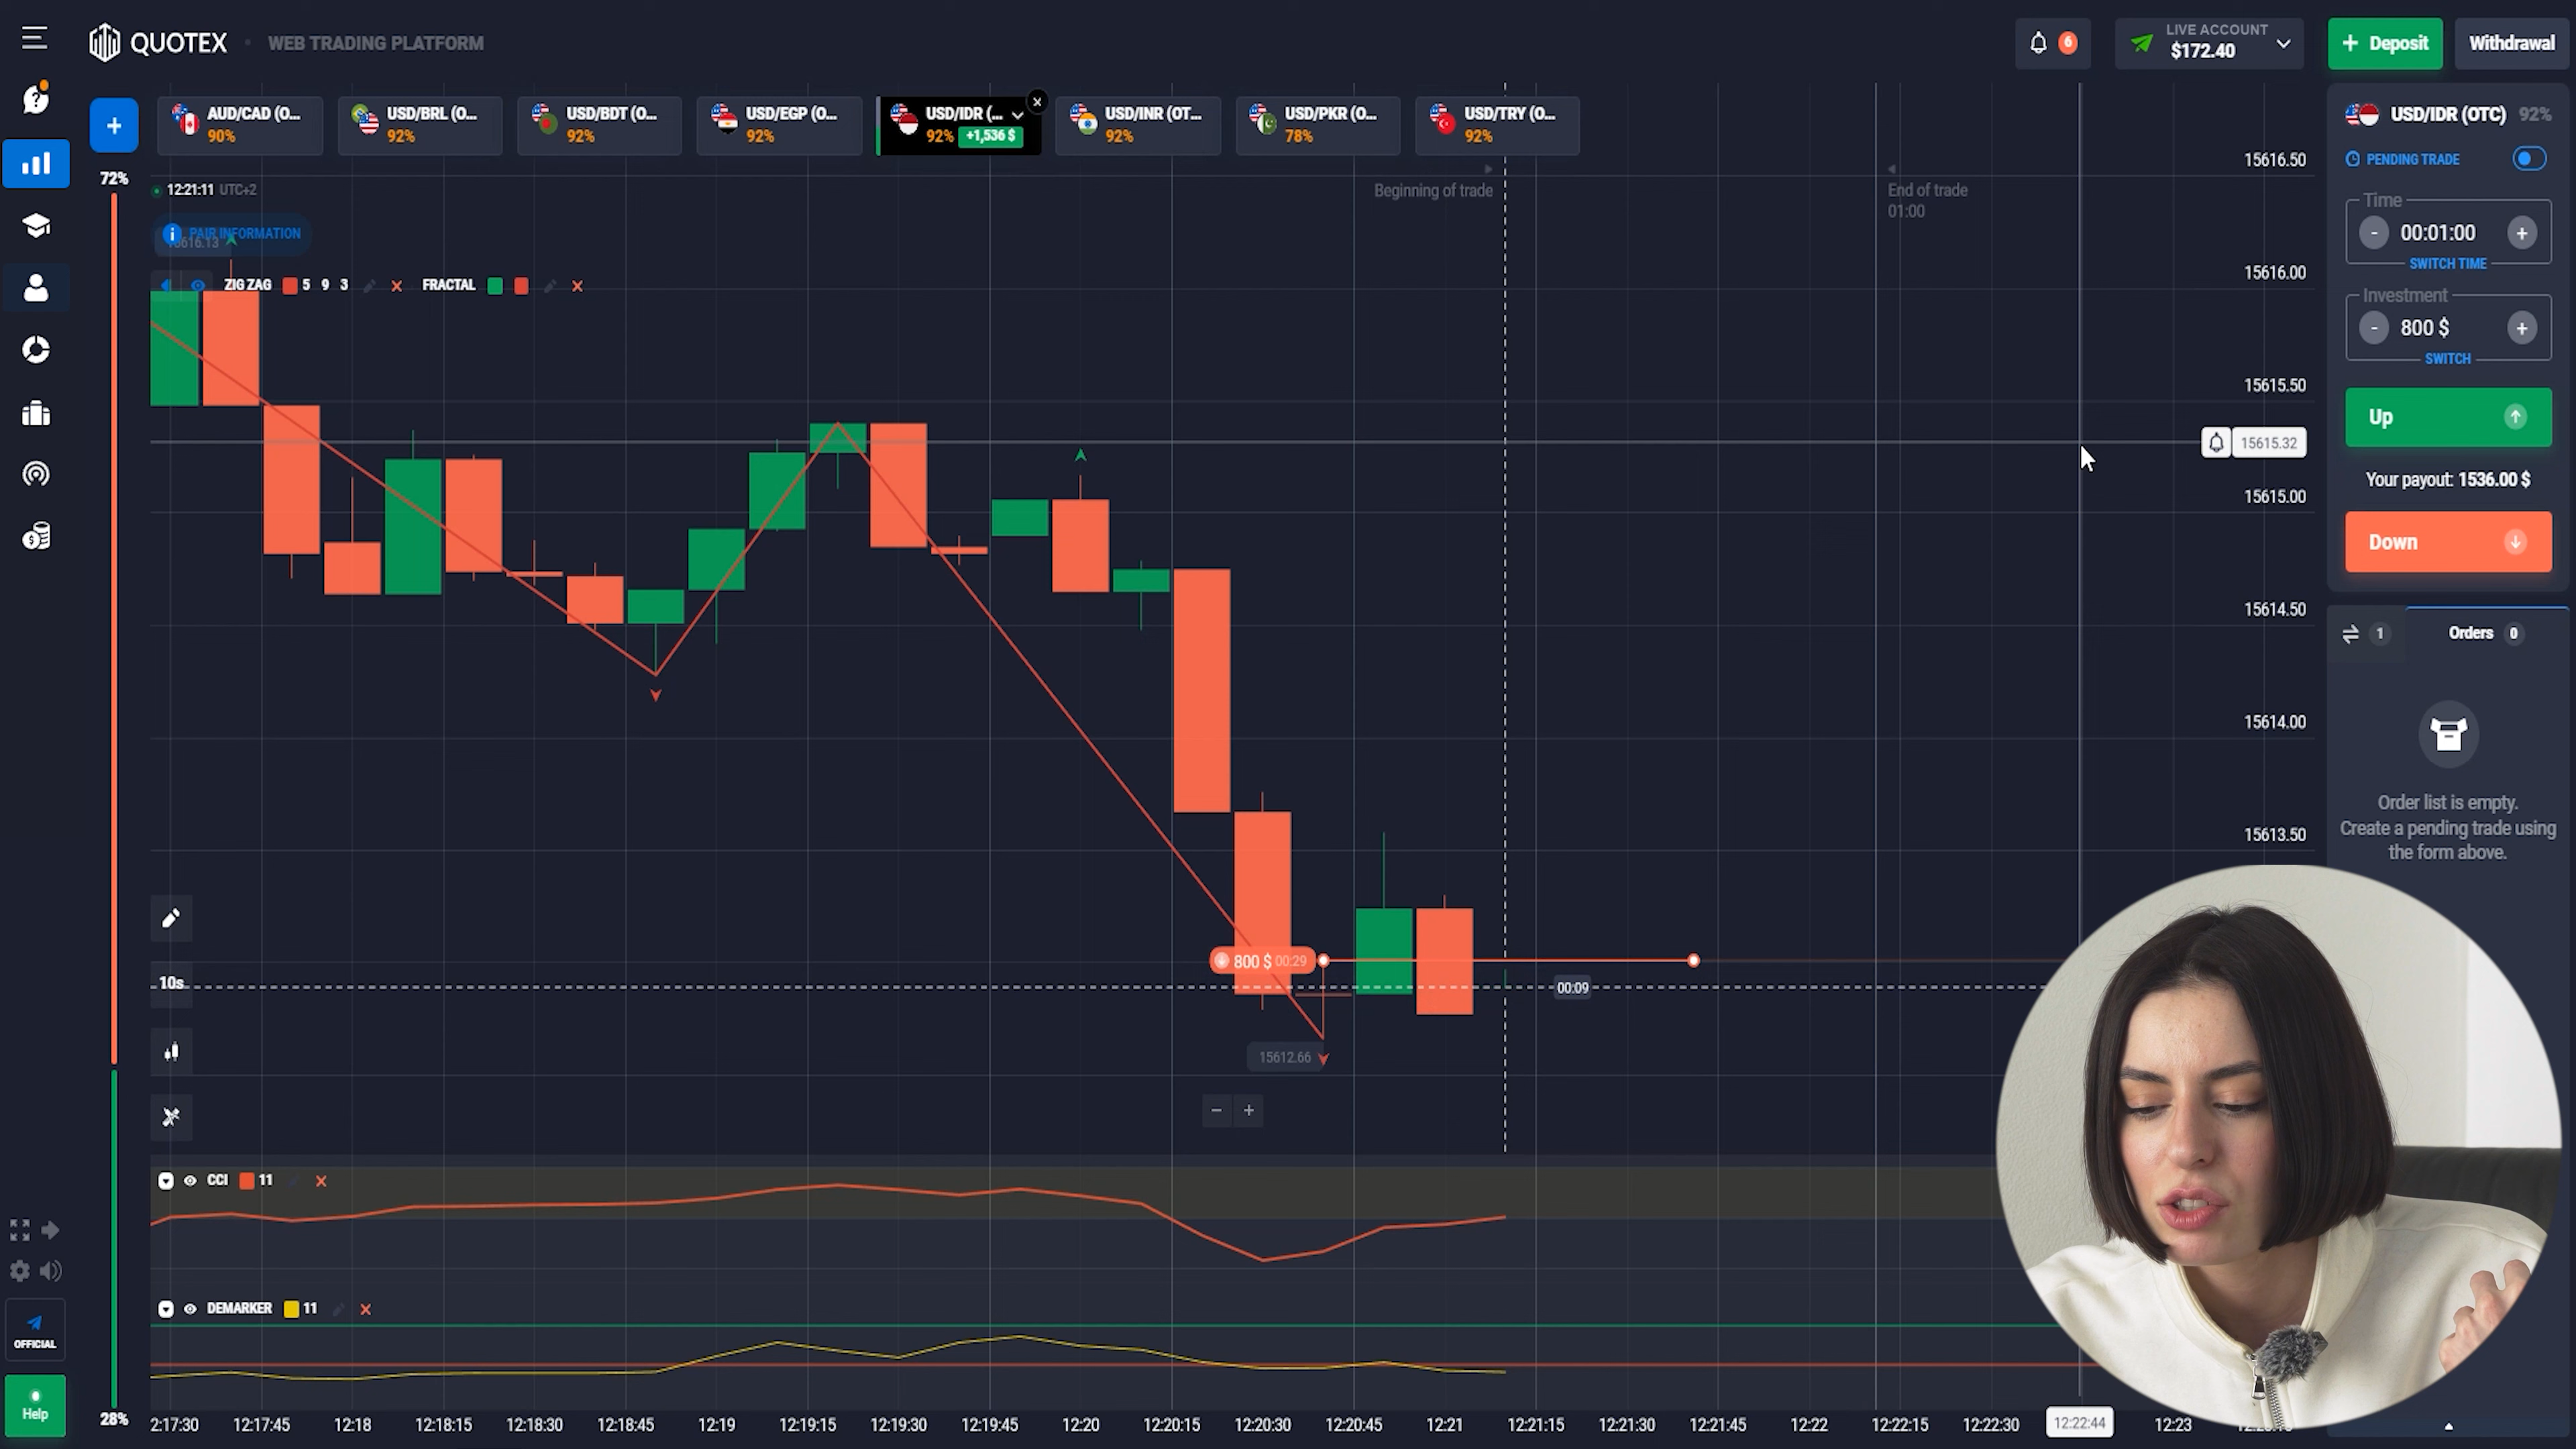 QUOTEX • WEB TRADING PLATFORM
6
LIVE ACCOUNT
$172.40
+ Deposit
Withdrawal
+
AUD/CAD (O...
90%
USD/BRL (O...
92%
USD/BDT (O...
92%
USD/EGP (O...
92%
USD/IDR (...
92% +1,536 $
USD/INR (OT...
92%
USD/PKR (O...
78%
USD/TRY (O...
92%
USD/IDR (OTC) 92%
PENDING TRADE
Time
- 00:01:00 +
SWITCH TIME
Investment
- 800 $ +
SWITCH
Up
Your payout: 1536.00 $
Down
1
Orders 0
Order list is empty.
Create a pending trade using
the form above.
72%
12:21:11 UTC+2
PAIR INFORMATION
ZIG ZAG 5 9 3
FRACTAL
Beginning of trade
End of trade
01:00
15616.50
15616.00
15615.50
15615.32
15615.00
15614.50
15614.00
15613.50
800 $ 00:29
10s
00:09
15612.66
- +
CCI 11
DEMARKER 11
OFFICIAL
Help
28%
2:17:30 12:17:45 12:18 12:18:15 12:18:30 12:18:45 12:19 12:19:15 12:19:30 12:19:45 12:20 12:20:15 12:20:30 12:20:45 12:21 12:21:15 12:21:30 12:21:45 12:22 12:22:15 12:22:30 12:22:44 12:23